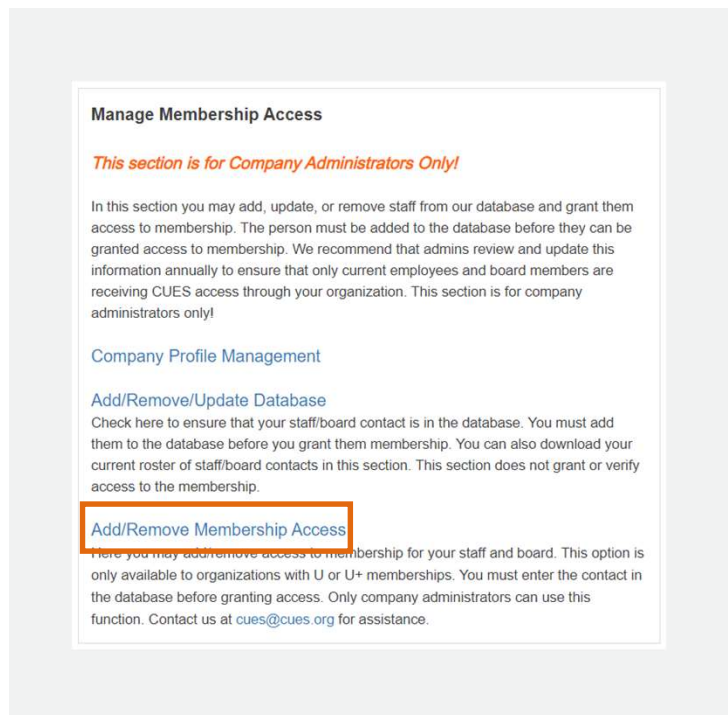 Manage Membership Access
This section is for Company Administrators Only!
In this section you may add, update, or remove staff from our database and grant them
access to membership. The person must be added to the database before they can be
granted access to membership. We recommend that admins review and update this
information annually to ensure that only current employees and board members are
receiving CUES access through your organization. This section is for company
administrators only!
Company Profile Management
Add/Remove/Update Database
Check here to ensure that your staff/board contact is in the database. You must add
them to the database before you grant them membership. You can also download your
current roster of staff/board contacts in this section. This section does not grant or verify
access to the membership.
Add/Remove Membership Access
Here you may add/remove access to membership for your staff and board. This option is
only available to organizations with U or U+ memberships. You must enter the contact in
the database before granting access. Only company administrators can use this
function. Contact us at cues@cues.org for assistance.